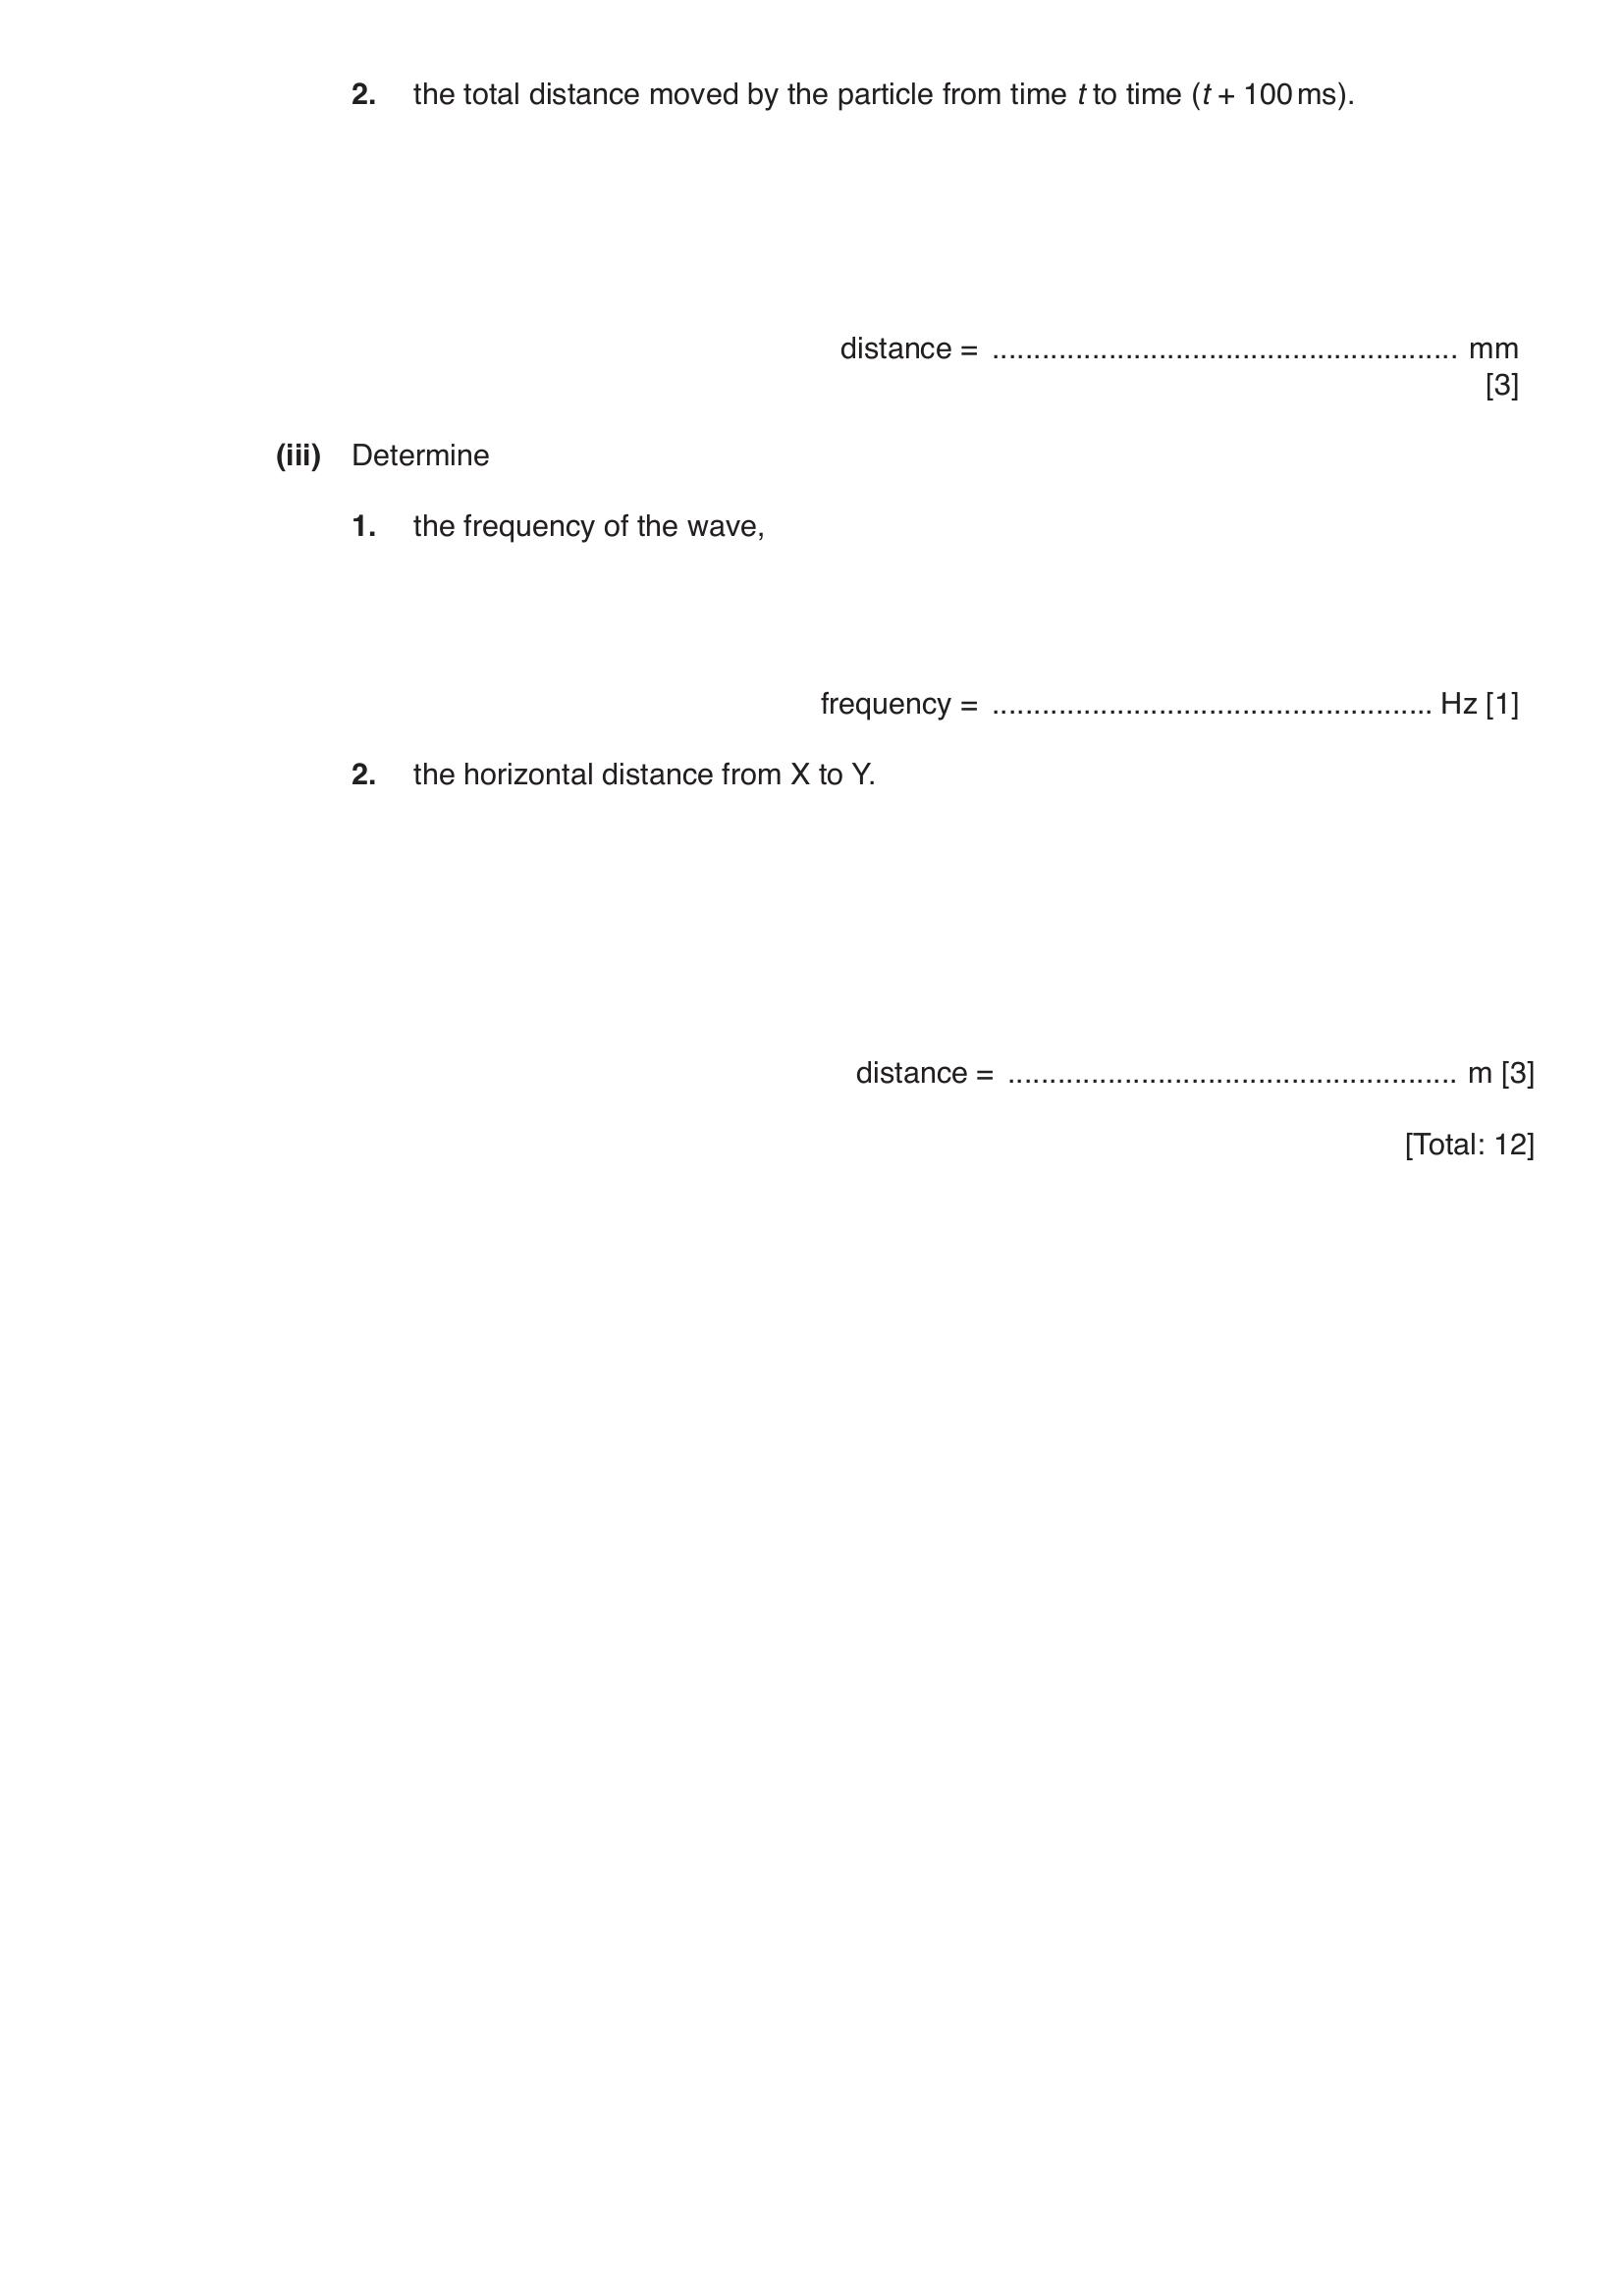 2. the total distance moved by the particle from time t to time (t + 100 ms).
distance = ........................................................ mm
[3]
(iii) Determine
1. the frequency of the wave,
frequency = ..................................................... Hz [1]
2. the horizontal distance from X to Y.
distance = ...................................................... m [3]
[Total: 12]